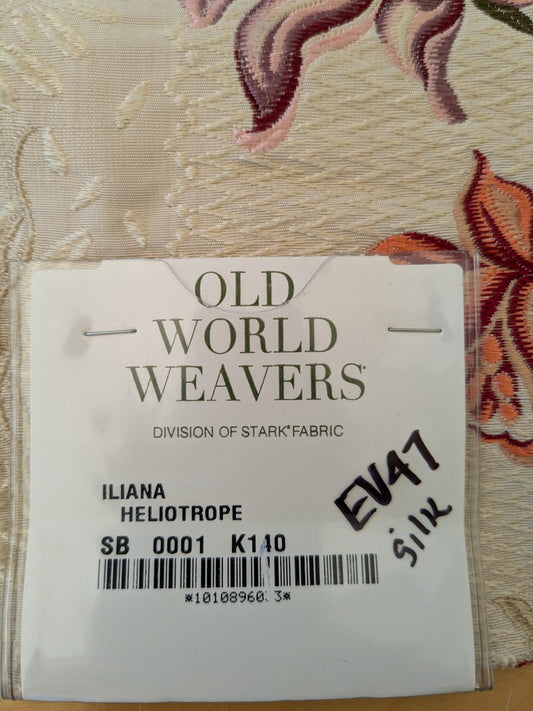 OLD
WORLD
WEAVERS
DIVISION OF STARK FABRIC
ILIANA
HELIOTROPE
EV47
silk
SB 0001 K140